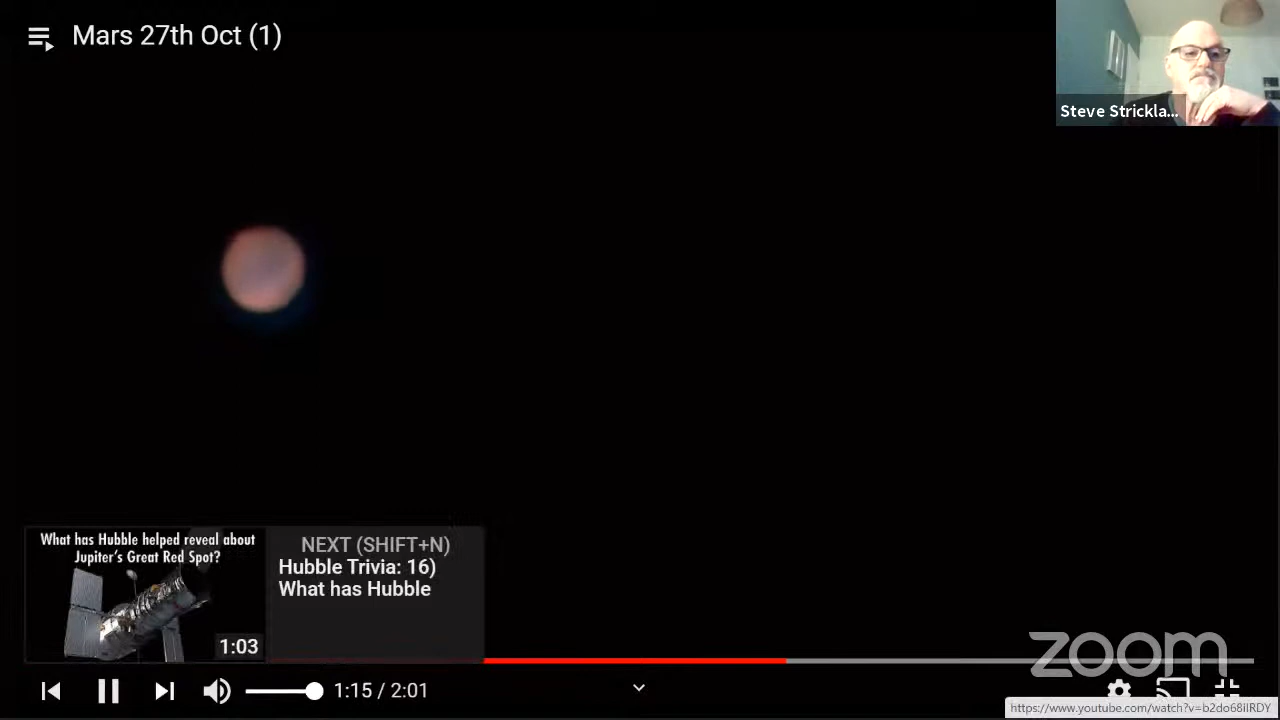 Mars 27th Oct (1)
Steve Strickla...
What has Hubble helped reveal about
Jupiter's Great Red Spot?
1:03
NEXT (SHIFT+N)
Hubble Trivia: 16)
What has Hubble
zoom
1:15 / 2:01
https://www.youtube.com/watch?v=b2do68IIRDY